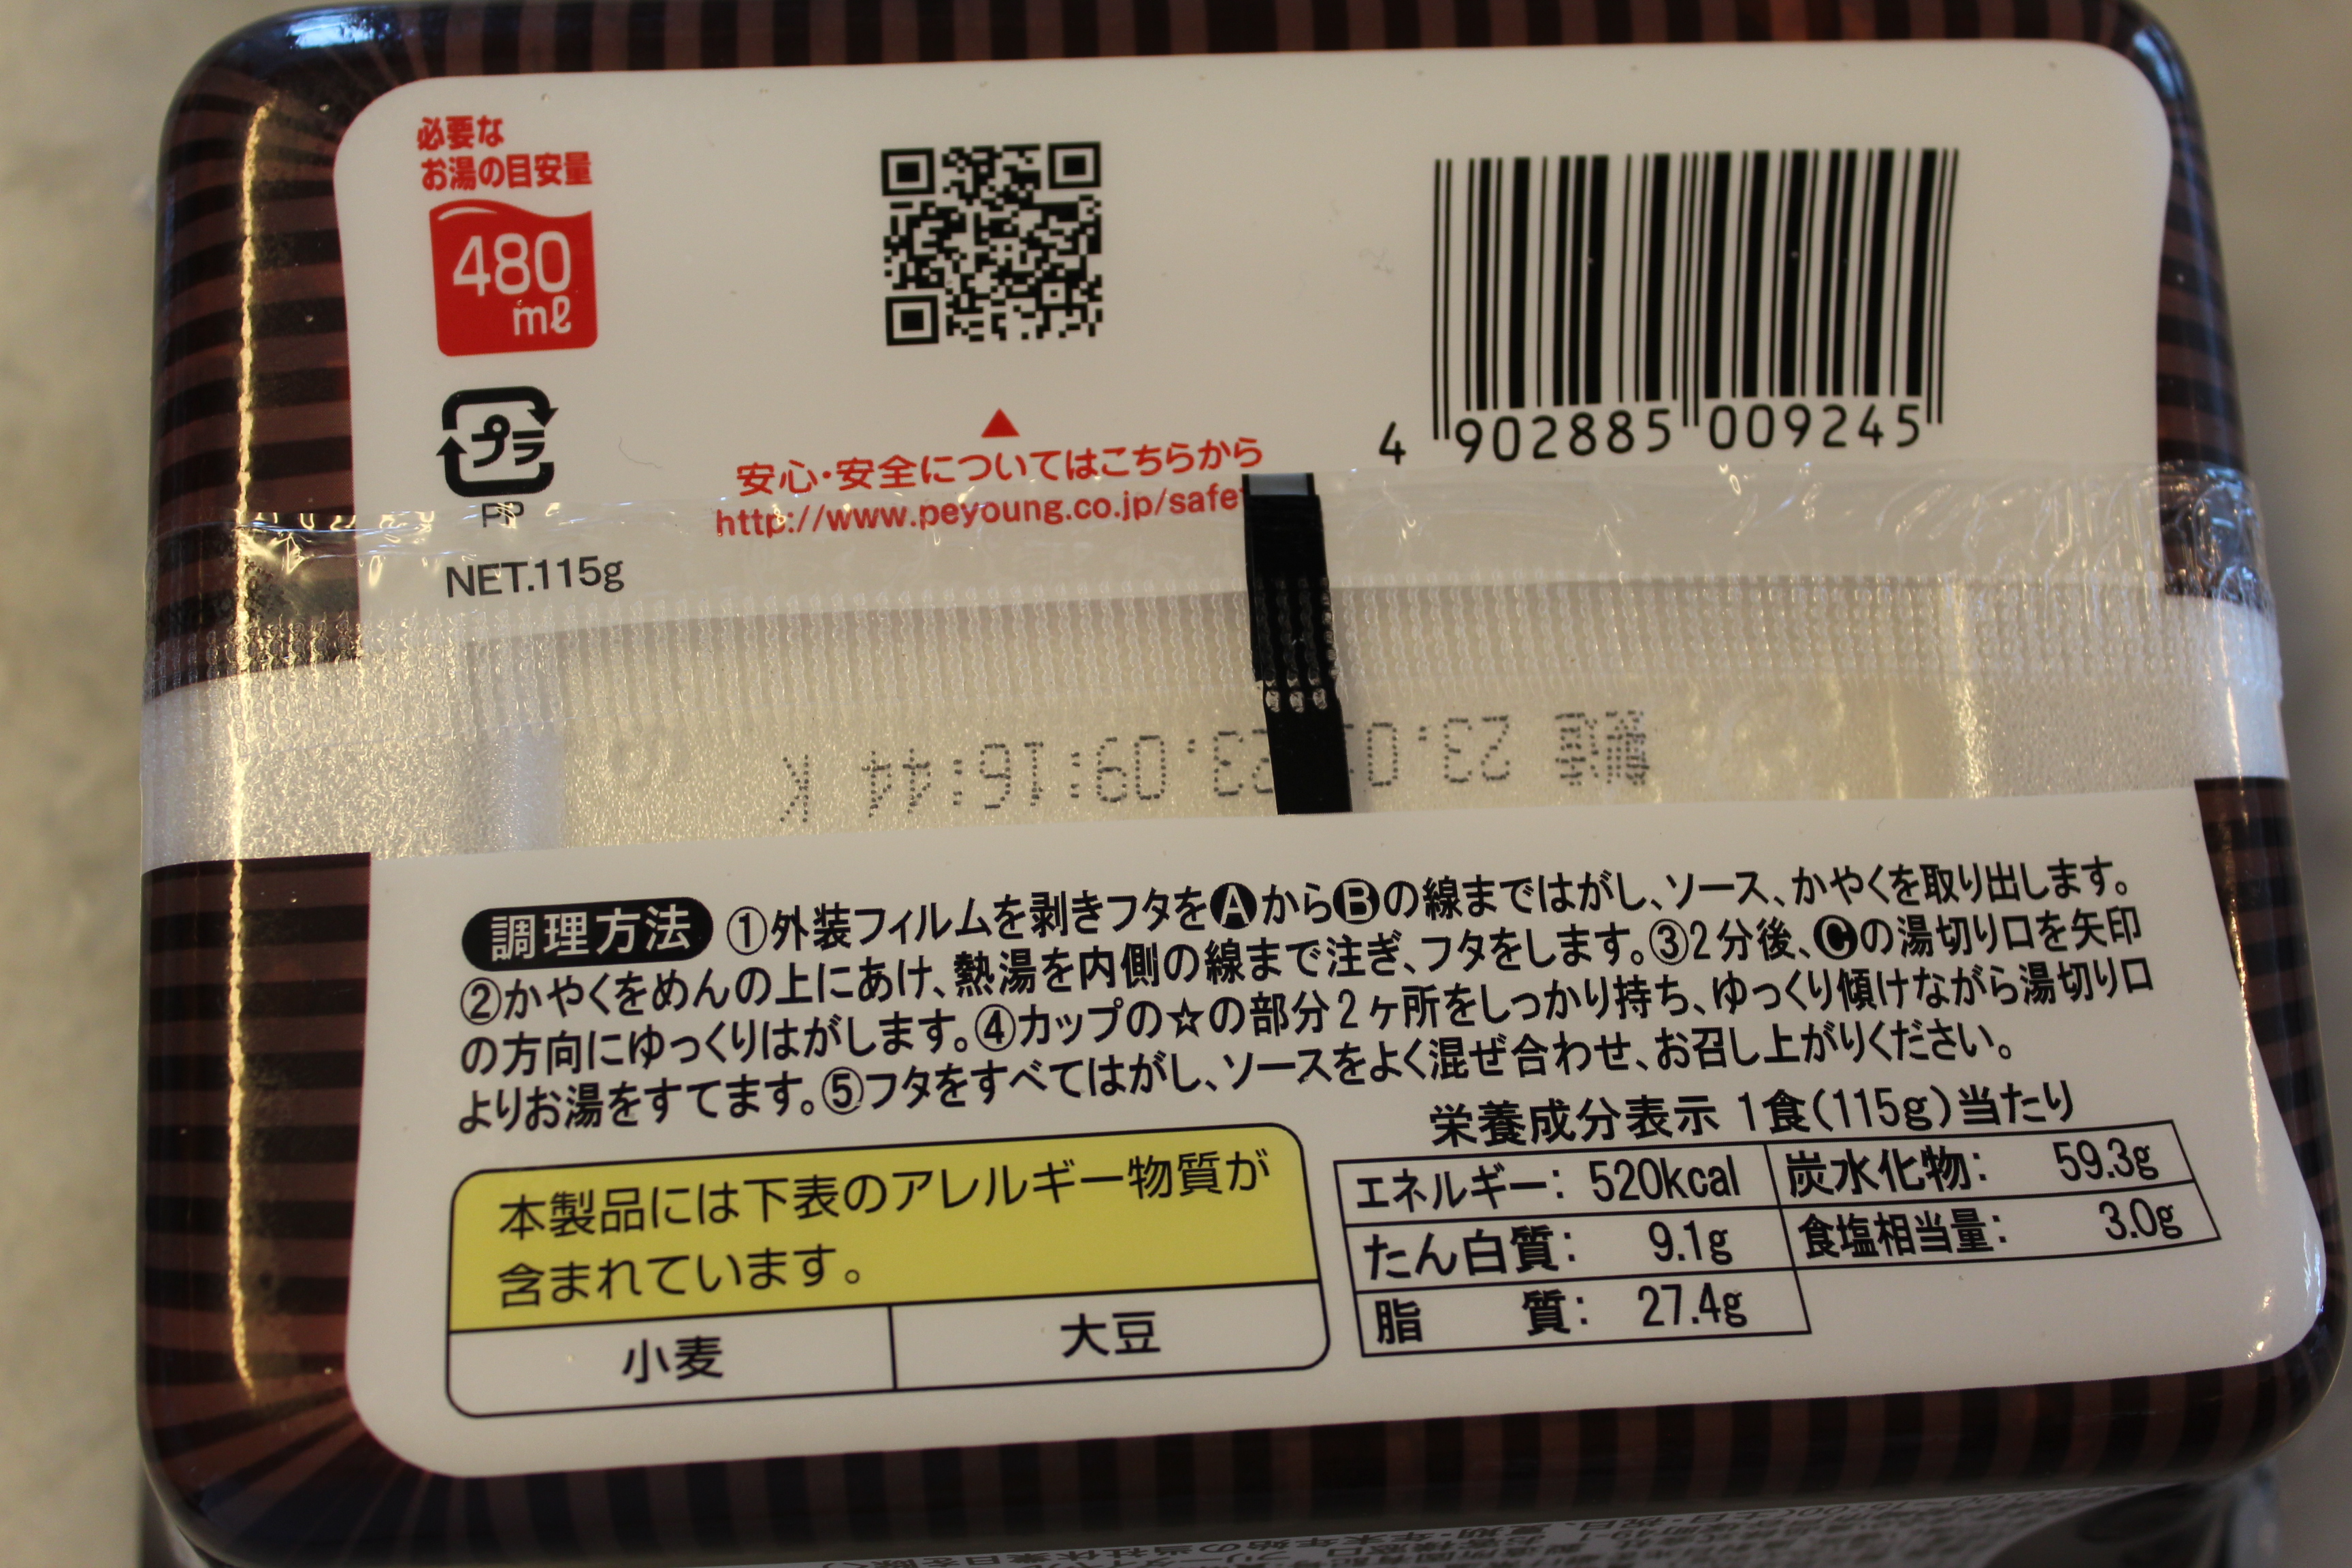 必要な
お湯の目安量
480
mℓ
プラ
PP
NET.115g
安心・安全についてはこちらから
http://www.peyoung.co.jp/safe
4 902885 009245
製造 23.0
23.09:16:44 K
調理方法 ①外装フィルムを剥きフタをAからBの線まではがし、ソース、かやくを取り出します。
②かやくをめんの上にあけ、熱湯を内側の線まで注ぎ、フタをします。③2分後、Cの湯切り口を矢印
の方向にゆっくりはがします。④カップの☆の部分2ヶ所をしっかり持ち、ゆっくり傾けながら湯切り口
よりお湯をすてます。⑤フタをすべてはがし、ソースをよく混ぜ合わせ、お召し上がりください。
本製品には下表のアレルギー物質が
含まれています。
小麦 大豆
栄養成分表示 1食(115g)当たり
エネルギー: 520kcal 炭水化物: 59.3g
たん白質: 9.1g 食塩相当量: 3.0g
脂質: 27.4g